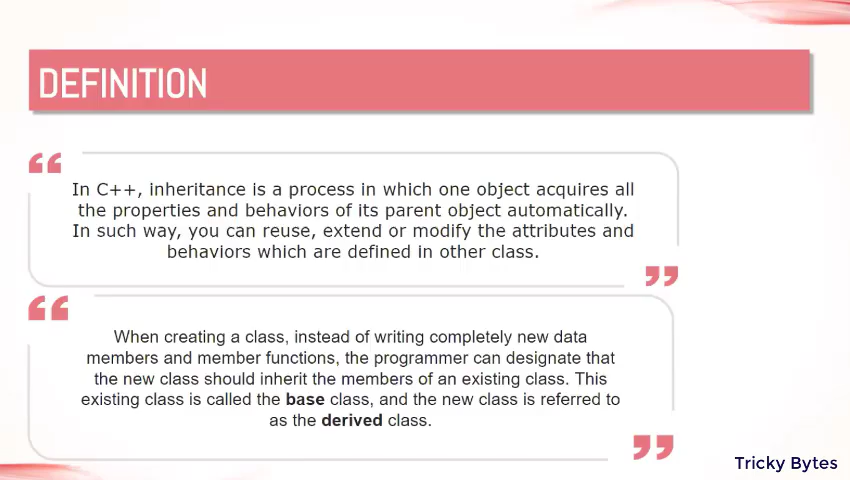 DEFINITION
In C++, inheritance is a process in which one object acquires all
the properties and behaviors of its parent object automatically.
In such way, you can reuse, extend or modify the attributes and
behaviors which are defined in other class.
When creating a class, instead of writing completely new data
members and member functions, the programmer can designate that
the new class should inherit the members of an existing class. This
existing class is called the base class, and the new class is referred to
as the derived class.
Tricky Bytes